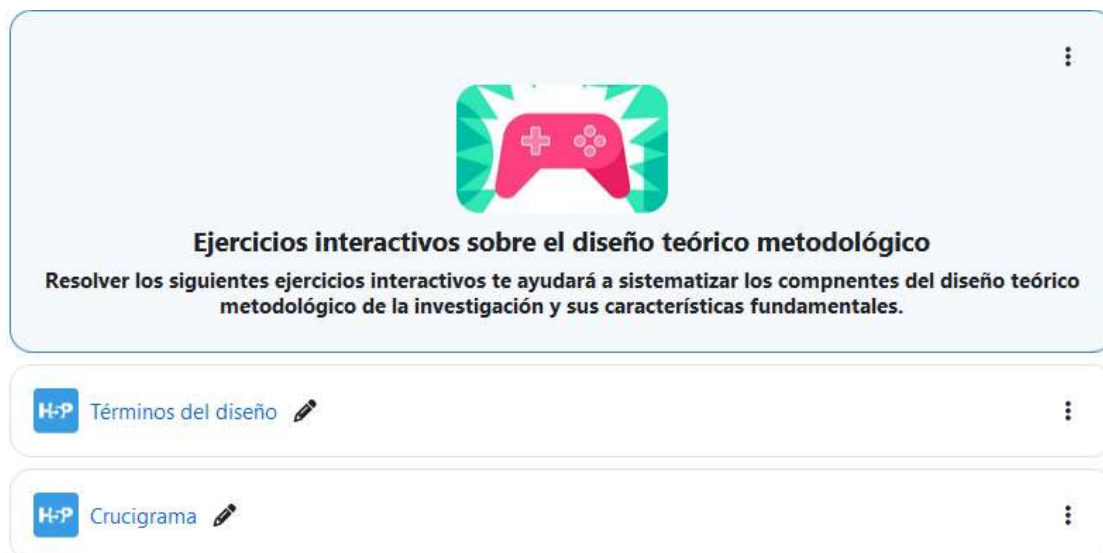 Ejercicios interactivos sobre el diseño teórico metodológico
Resolver los siguientes ejercicios interactivos te ayudará a sistematizar los compnentes del diseño teórico
metodológico de la investigación y sus características fundamentales.
H-P Términos del diseño
H-P Crucigrama